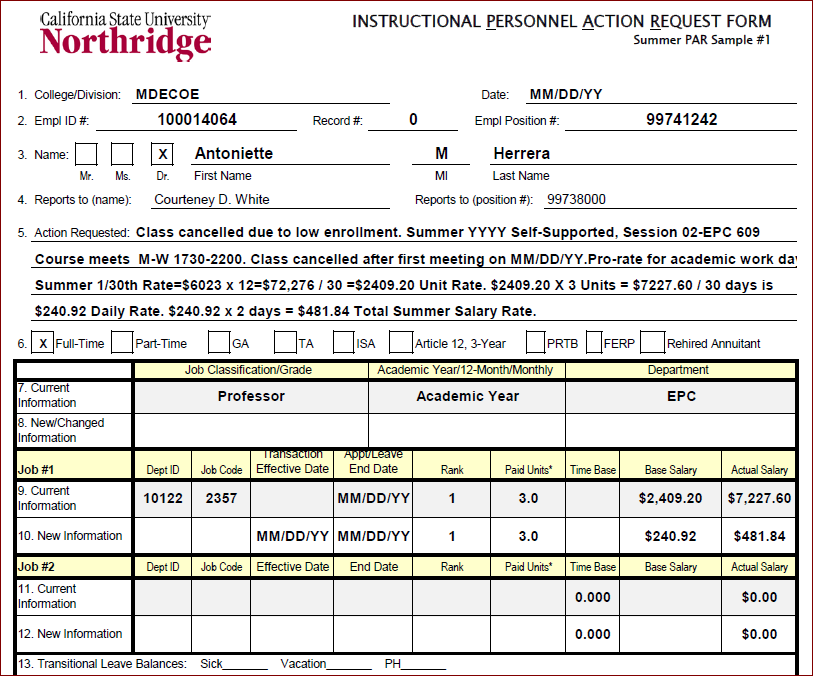 California State University
Northridge
INSTRUCTIONAL PERSONNEL ACTION REQUEST FORM
Summer PAR Sample #1
1. College/Division: MDECOE Date: MM/DD/YY
2. Empl ID #: 100014064 Record #: 0 Empl Position #: 99741242
3. Name: X Antoniette M Herrera
Mr. Ms. Dr. First Name MI Last Name
4. Reports to (name): Courteney D. White Reports to (position #): 99738000
5. Action Requested: Class cancelled due to low enrollment. Summer YYYY Self-Supported, Session 02-EPC 609
Course meets M-W 1730-2200. Class cancelled after first meeting on MM/DD/YY.Pro-rate for academic work day
Summer 1/30th Rate=$6023 x 12=$72,276 / 30 =$2409.20 Unit Rate. $2409.20 X 3 Units = $7227.60 / 30 days is
$240.92 Daily Rate. $240.92 x 2 days = $481.84 Total Summer Salary Rate.
6. X Full-Time Part-Time GA TA ISA Article 12, 3-Year PRTB FERP Rehired Annuitant
Job Classification/Grade Academic Year/12-Month/Monthly Department
7. Current Information Professor Academic Year EPC
8. New/Changed Information
Job #1 Dept ID Job Code Transaction Effective Date Appt/Leave End Date Rank Paid Units* Time Base Base Salary Actual Salary
9. Current Information 10122 2357 MM/DD/YY 1 3.0 $2,409.20 $7,227.60
10. New Information MM/DD/YY MM/DD/YY 1 3.0 $240.92 $481.84
Job #2 Dept ID Job Code Effective Date End Date Rank Paid Units* Time Base Base Salary Actual Salary
11. Current Information 0.000 $0.00
12. New Information 0.000 $0.00
13. Transitional Leave Balances: Sick_______ Vacation_______ PH_______